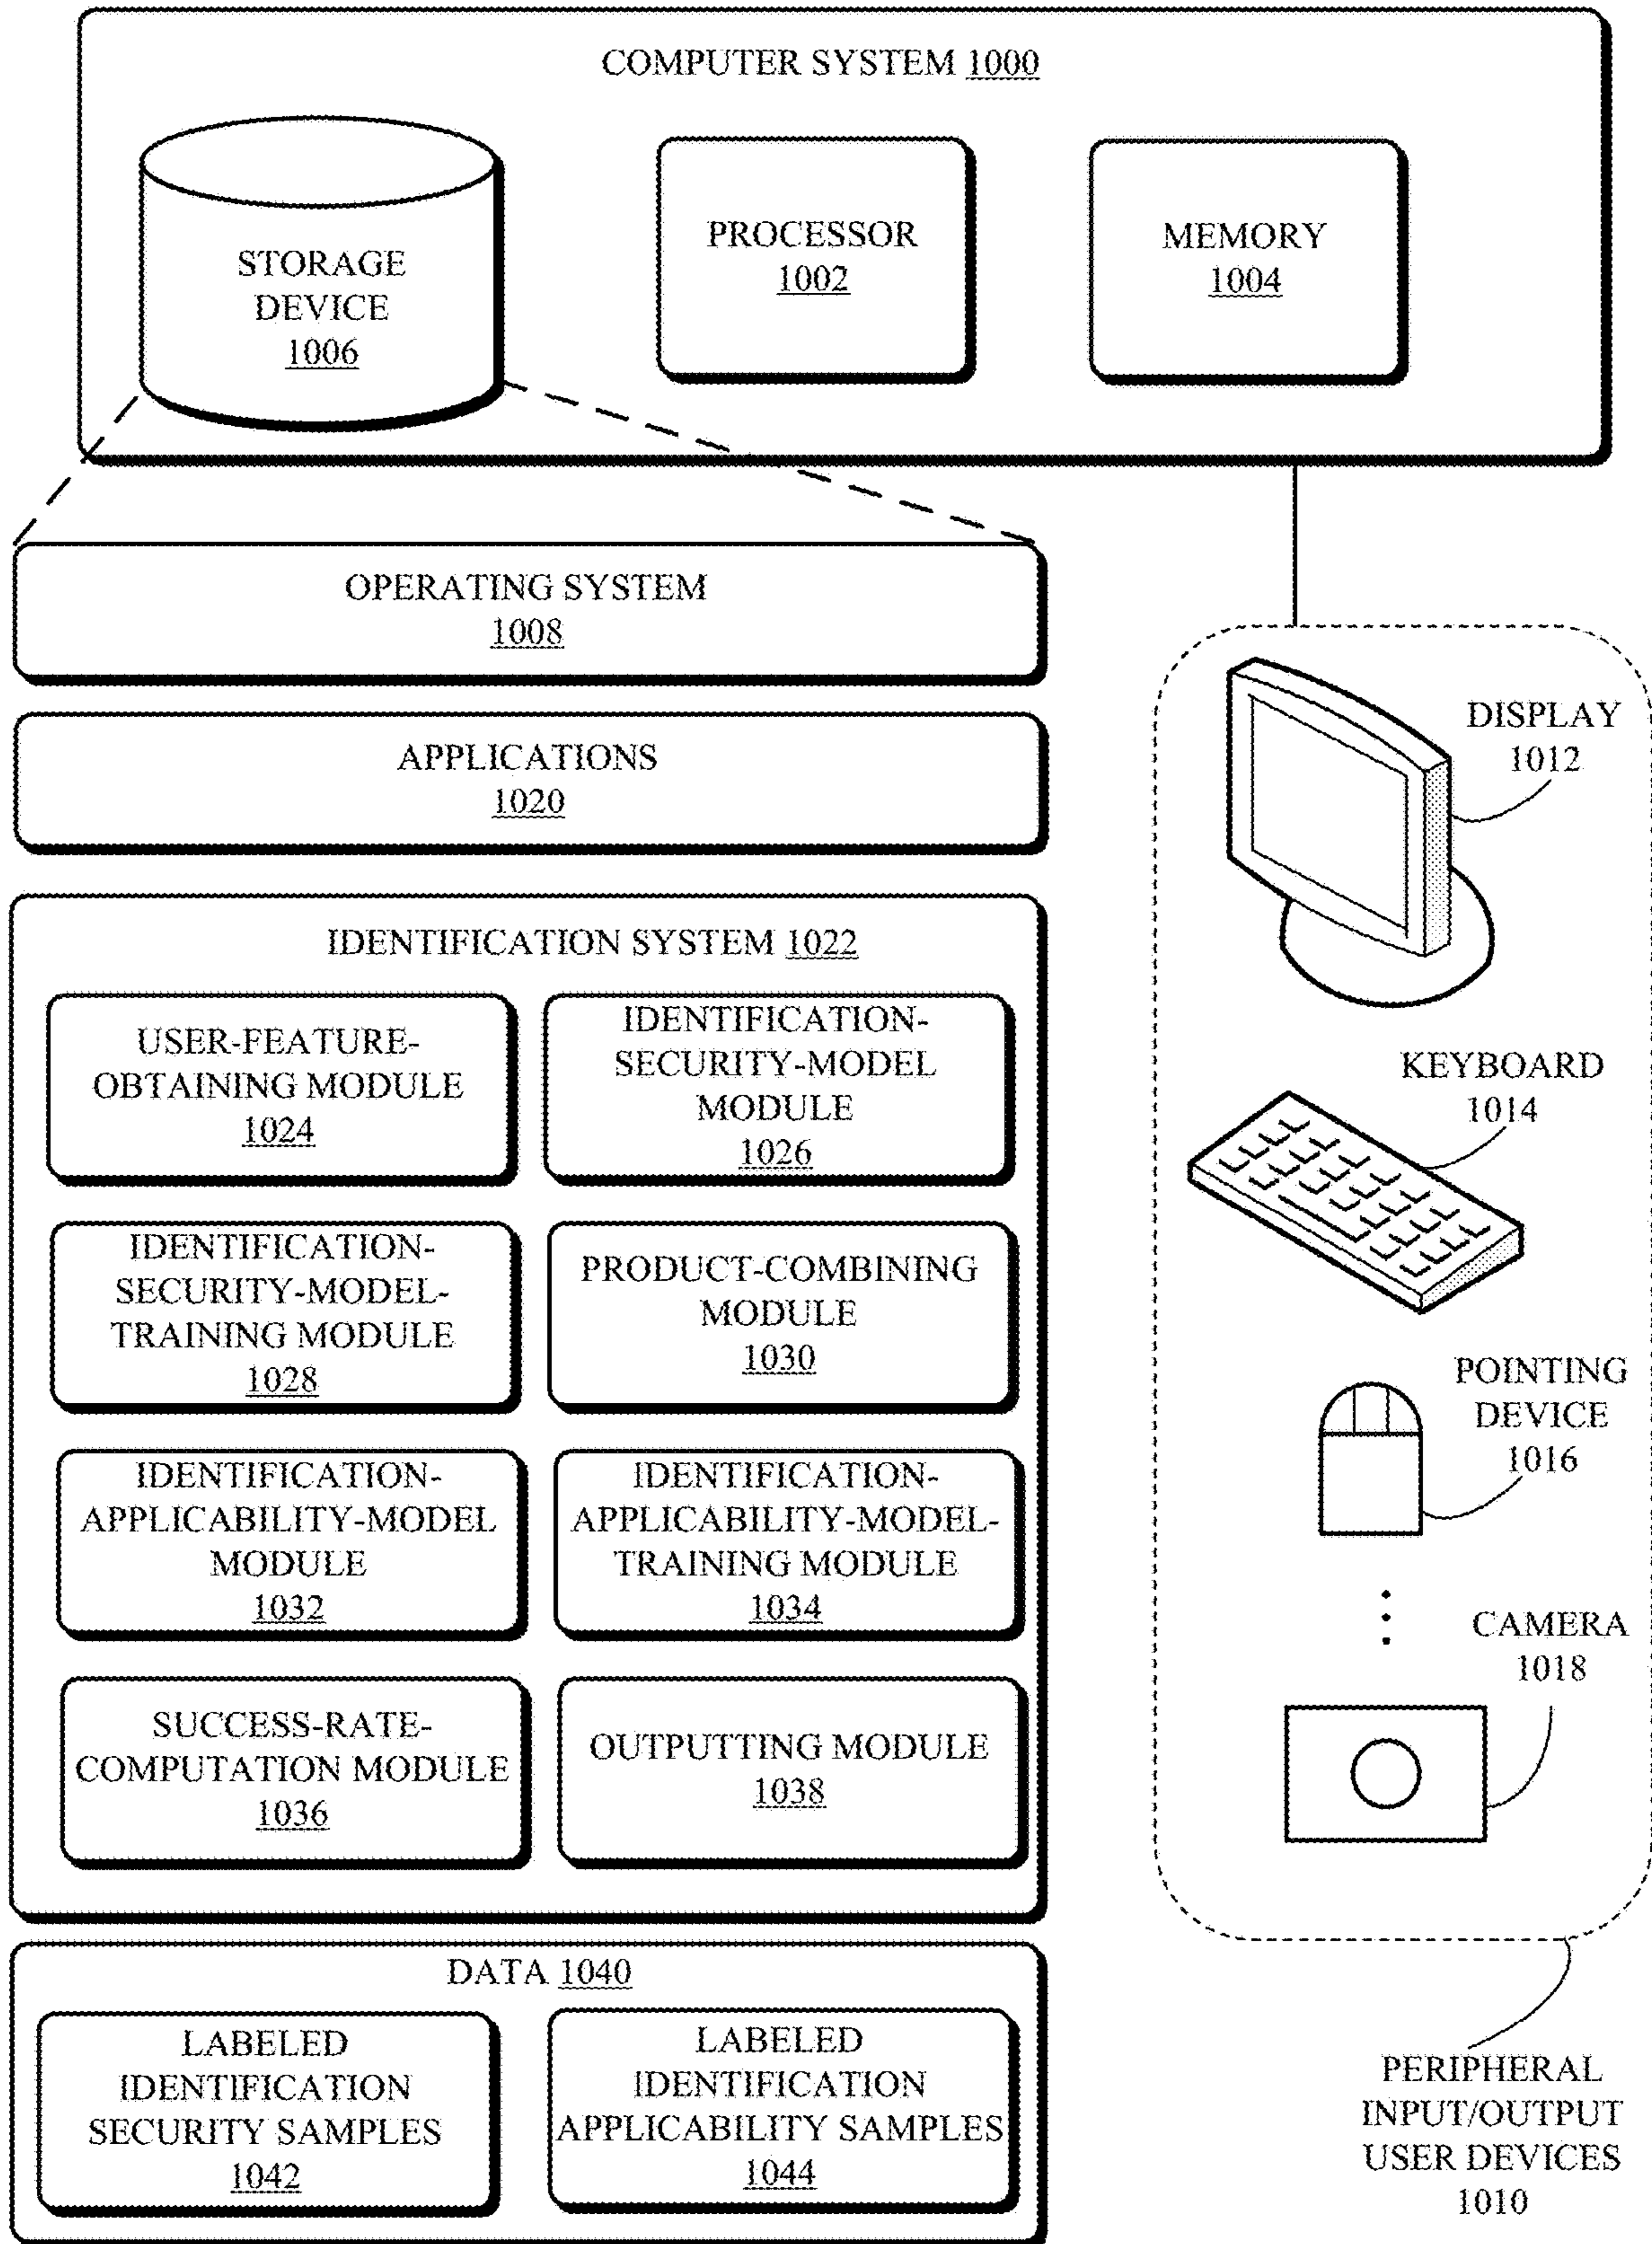 COMPUTER SYSTEM 1000
STORAGE
DEVICE
1006
PROCESSOR
1002
MEMORY
1004
OPERATING SYSTEM
1008
APPLICATIONS
1020
IDENTIFICATION SYSTEM 1022
USER-FEATURE-
OBTAINING MODULE
1024
IDENTIFICATION-
SECURITY-MODEL
MODULE
1026
IDENTIFICATION-
SECURITY-MODEL-
TRAINING MODULE
1028
PRODUCT-COMBINING
MODULE
1030
IDENTIFICATION-
APPLICABILITY-MODEL
MODULE
1032
IDENTIFICATION-
APPLICABILITY-MODEL-
TRAINING MODULE
1034
SUCCESS-RATE-
COMPUTATION MODULE
1036
OUTPUTTING MODULE
1038
DATA 1040
LABELED
IDENTIFICATION
SECURITY SAMPLES
1042
LABELED
IDENTIFICATION
APPLICABILITY SAMPLES
1044
DISPLAY
1012
KEYBOARD
1014
POINTING
DEVICE
1016
CAMERA
1018
PERIPHERAL
INPUT/OUTPUT
USER DEVICES
1010